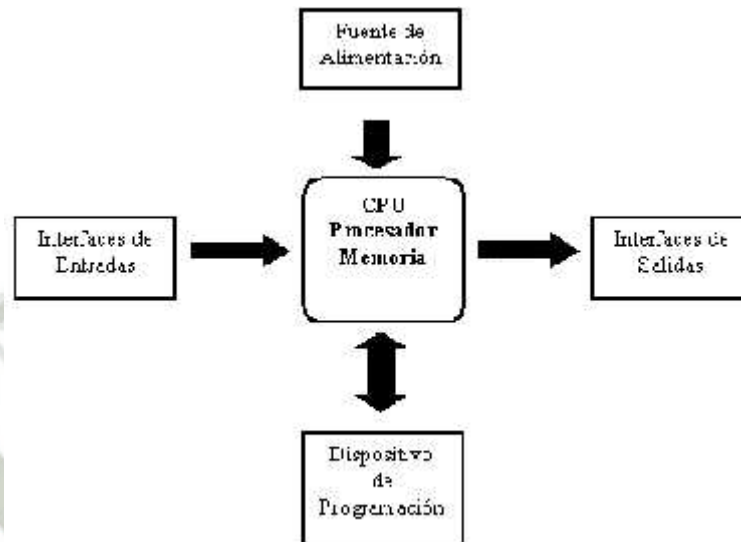 Fuente de
Alimentación
CPU
Procesador
Memoria
Interfaces de
Entradas
Interfaces de
Salidas
Dispositivo
de
Programación